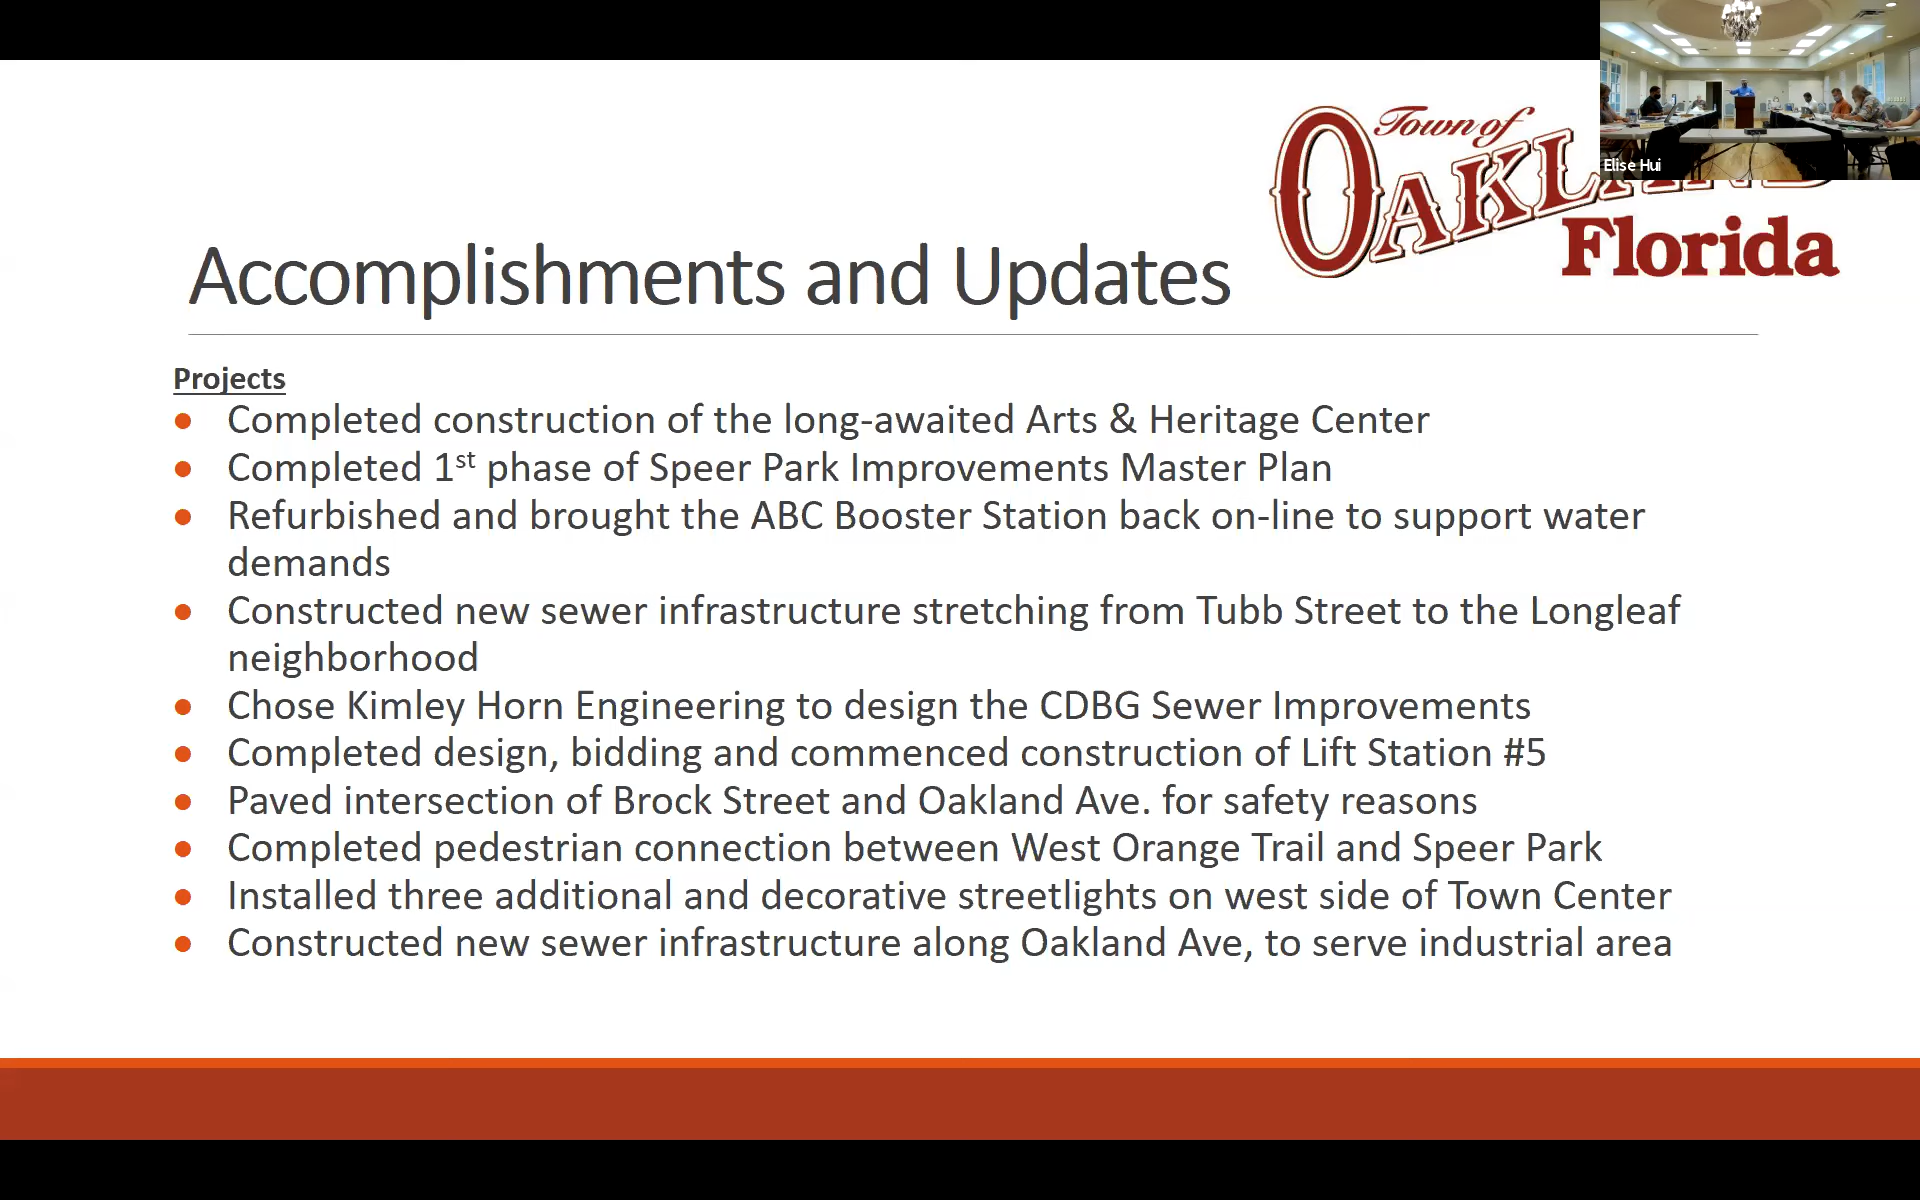 Elise Hui
Town of
OAKLAND
Florida
Accomplishments and Updates
Projects
• Completed construction of the long-awaited Arts & Heritage Center
• Completed 1st phase of Speer Park Improvements Master Plan
• Refurbished and brought the ABC Booster Station back on-line to support water
demands
• Constructed new sewer infrastructure stretching from Tubb Street to the Longleaf
neighborhood
• Chose Kimley Horn Engineering to design the CDBG Sewer Improvements
• Completed design, bidding and commenced construction of Lift Station #5
• Paved intersection of Brock Street and Oakland Ave. for safety reasons
• Completed pedestrian connection between West Orange Trail and Speer Park
• Installed three additional and decorative streetlights on west side of Town Center
• Constructed new sewer infrastructure along Oakland Ave, to serve industrial area